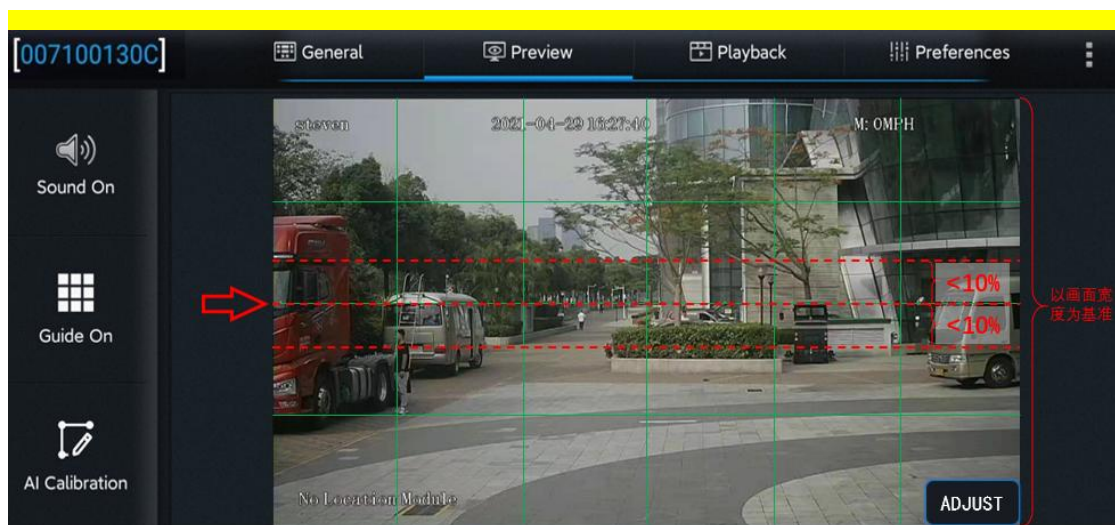 [007100130C]
General
Preview
Playback
Preferences
Sound On
Guide On
AI Calibration
steven
2021-04-29 16:27:40
M: 0MPH
<10%
<10%
以画面宽
度为基准
No Location Module
ADJUST